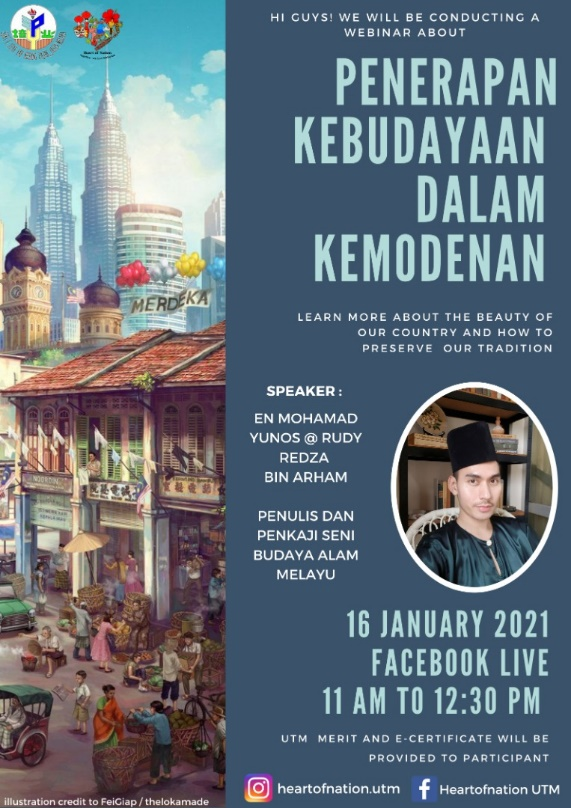 HI GUYS! WE WILL BE CONDUCTING A
WEBINAR ABOUT
PENERAPAN
KEBUDAYAAN
DALAM
KEMODENAN
LEARN MORE ABOUT THE BEAUTY OF
OUR COUNTRY AND HOW TO
PRESERVE OUR TRADITION
MERDEKA
SPEAKER :
EN MOHAMAD
YUNOS @ RUDY
REDZA
BIN ARHAM
PENULIS DAN
PENKAJI SENI
BUDAYA ALAM
MELAYU
16 JANUARY 2021
FACEBOOK LIVE
11 AM TO 12:30 PM
UTM MERIT AND E-CERTIFICATE WILL BE
PROVIDED TO PARTICIPANT
heartofnation.utm
Heartofnation UTM
illustration credit to FeiGiap / thelokamade